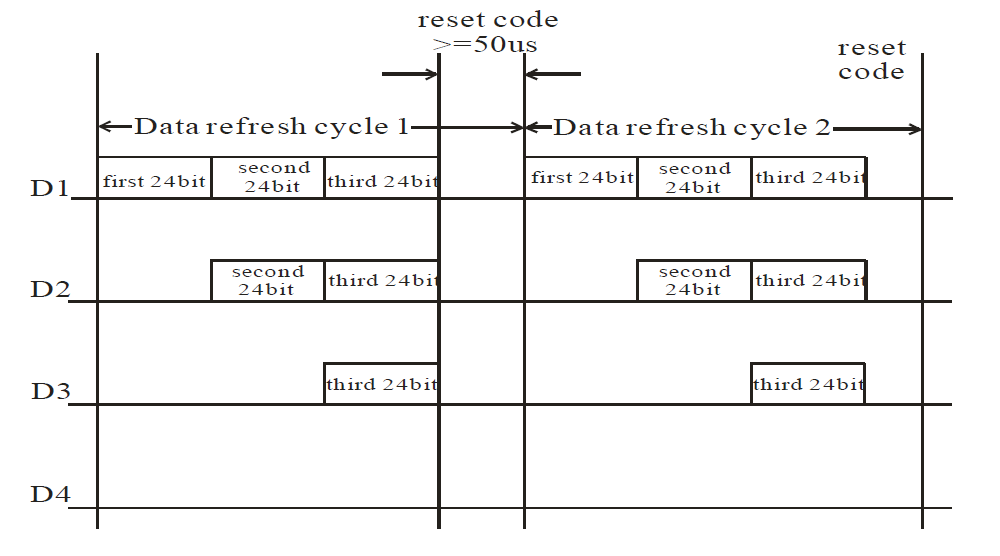 reset code
>=50us
reset
code
Data refresh cycle 1
Data refresh cycle 2
D1
first 24bit
second
24bit
third 24bit
first 24bit
second
24bit
third 24bit
D2
second
24bit
third 24bit
second
24bit
third 24bit
D3
third 24bit
third 24bit
D4